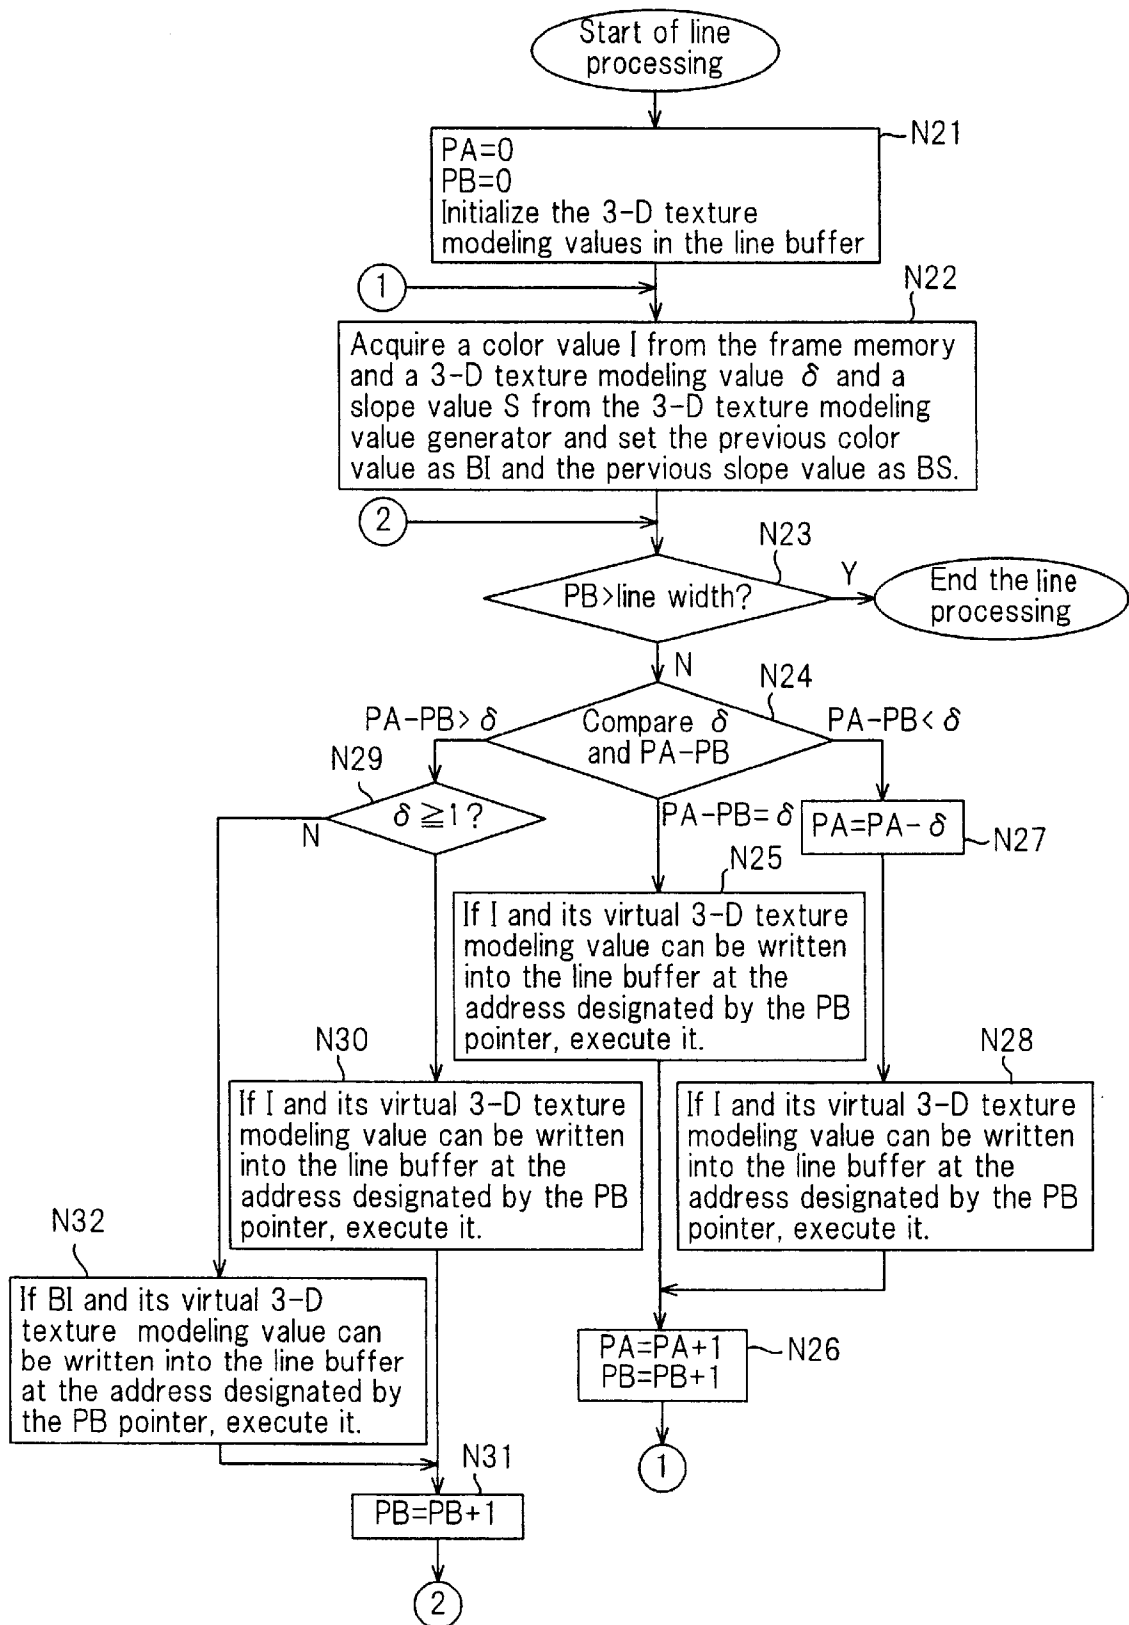 Start of line
processing
N21
PA=0
PB=0
Initialize the 3-D texture
modeling values in the line buffer
1
N22
Acquire a color value I from the frame memory
and a 3-D texture modeling value δ and a
slope value S from the 3-D texture modeling
value generator and set the previous color
value as BI and the pervious slope value as BS.
2
N23
PB>line width?
Y
End the line
processing
N
N24
PA-PB>δ
Compare δ
and PA-PB
PA-PB<δ
N29
δ≧1?
N
PA-PB=δ
PA=PA-δ
N27
N25
If I and its virtual 3-D texture
modeling value can be written
into the line buffer at the
address designated by the PB
pointer, execute it.
N30
If I and its virtual 3-D texture
modeling value can be written
into the line buffer at the
address designated by the PB
pointer, execute it.
N28
If I and its virtual 3-D texture
modeling value can be written
into the line buffer at the
address designated by the PB
pointer, execute it.
N32
If BI and its virtual 3-D
texture modeling value can
be written into the line buffer
at the address designated by
the PB pointer, execute it.
PA=PA+1
PB=PB+1
N26
1
N31
PB=PB+1
2